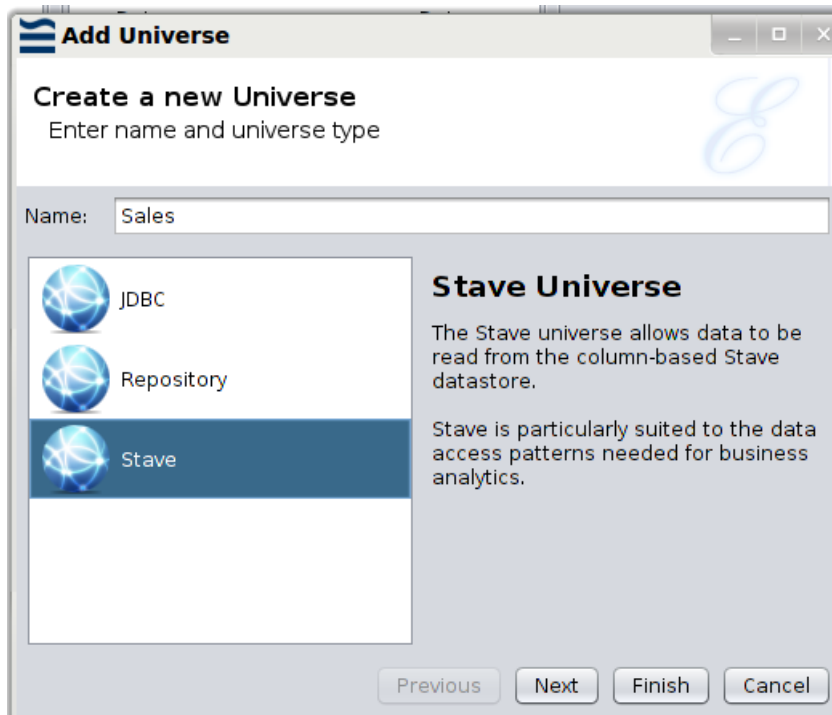 Add Universe
Create a new Universe
Enter name and universe type
Name: Sales
JDBC
Repository
Stave
Stave Universe
The Stave universe allows data to be
read from the column-based Stave
datastore.
Stave is particularly suited to the data
access patterns needed for business
analytics.
Previous Next Finish Cancel